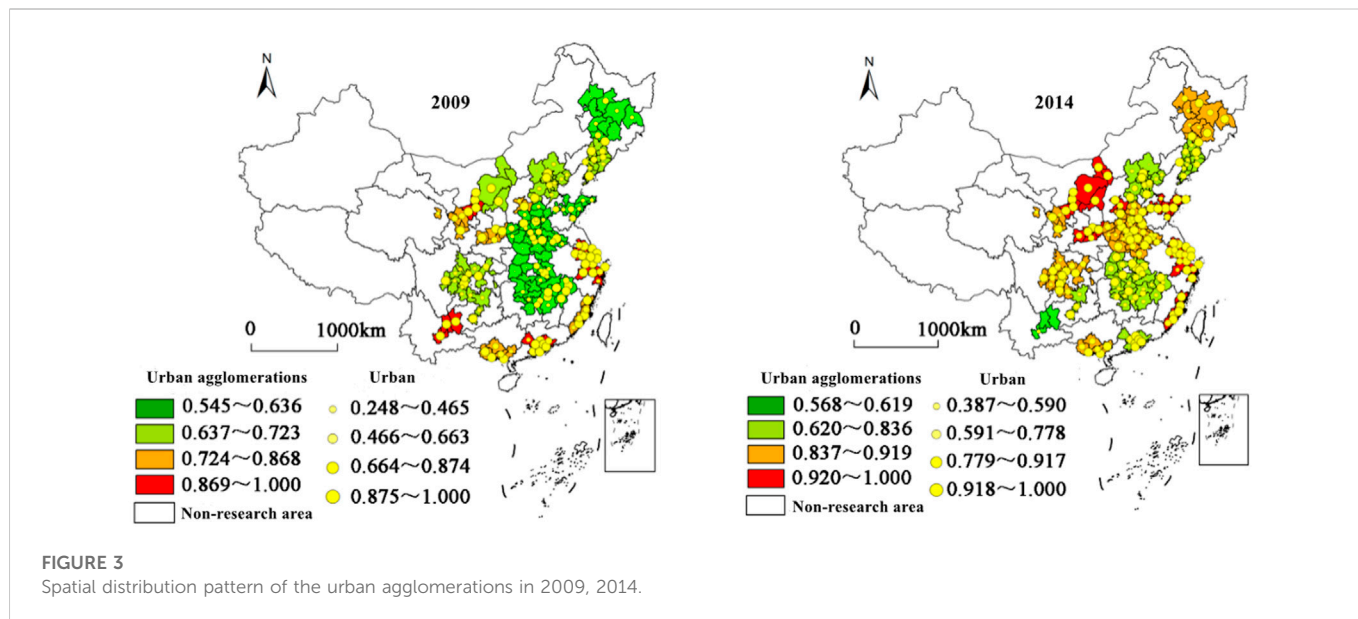 N
2009
0 1000km
Urban agglomerations Urban
0.545～0.636 0.248～0.465
0.637～0.723 0.466～0.663
0.724～0.868 0.664～0.874
0.869～1.000 0.875～1.000
Non-research area
N
2014
0 1000km
Urban agglomerations Urban
0.568～0.619 0.387～0.590
0.620～0.836 0.591～0.778
0.837～0.919 0.779～0.917
0.920～1.000 0.918～1.000
Non-research area
FIGURE 3
Spatial distribution pattern of the urban agglomerations in 2009, 2014.